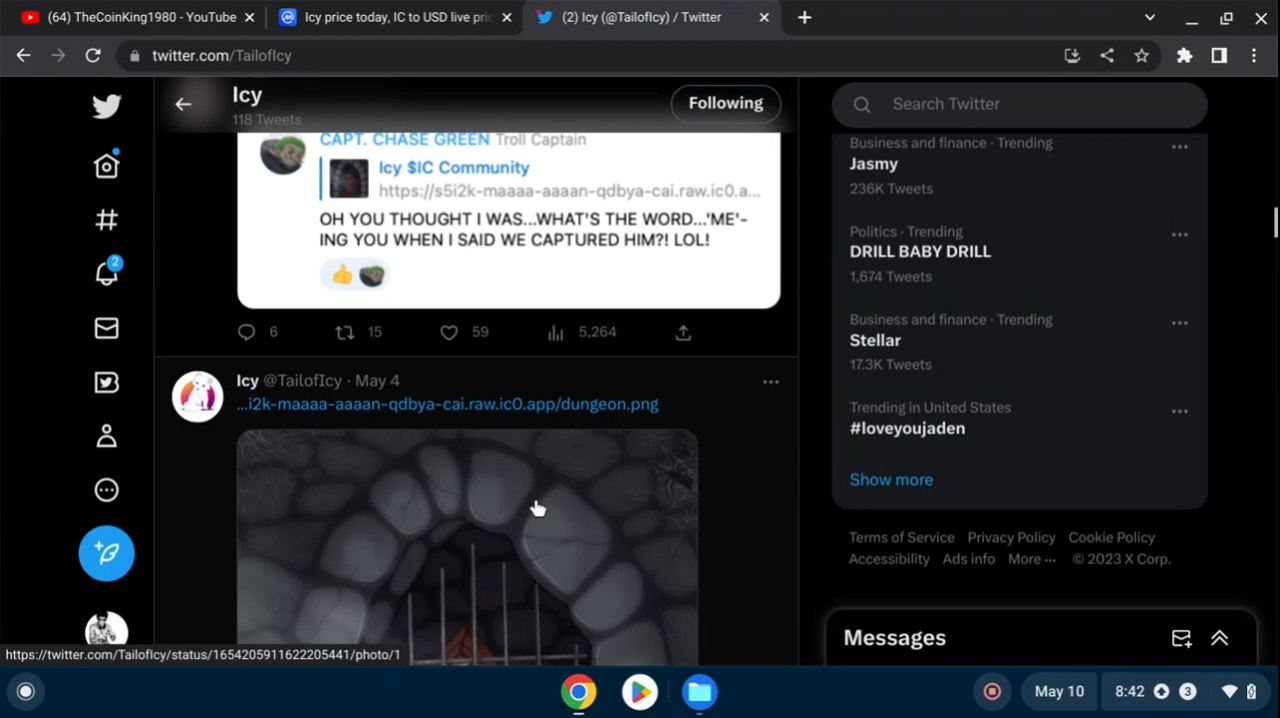 (64) TheCoinKing1980 - YouTube
Icy price today, IC to USD live pric
(2) Icy (@TailofIcy) / Twitter
twitter.com/TailofIcy
Icy
118 Tweets
Following
Search Twitter
CAPT. CHASE GREEN Troll Captain
Icy $IC Community
https://s5i2k-maaaa-aaaan-qdbya-cai.raw.ic0.a...
OH YOU THOUGHT I WAS...WHAT'S THE WORD...'ME'-
ING YOU WHEN I SAID WE CAPTURED HIM?! LOL!
6 15 59 5,264
Icy @TailofIcy · May 4
...i2k-maaaa-aaaan-qdbya-cai.raw.ic0.app/dungeon.png
Business and finance · Trending
Jasmy
236K Tweets
Politics · Trending
DRILL BABY DRILL
1,674 Tweets
Business and finance · Trending
Stellar
17.3K Tweets
Trending in United States
#loveyoujaden
Show more
Terms of Service Privacy Policy Cookie Policy
Accessibility Ads info More ··· © 2023 X Corp.
Messages
2
https://twitter.com/TailofIcy/status/1654205911622205441/photo/1
May 10
8:42
3